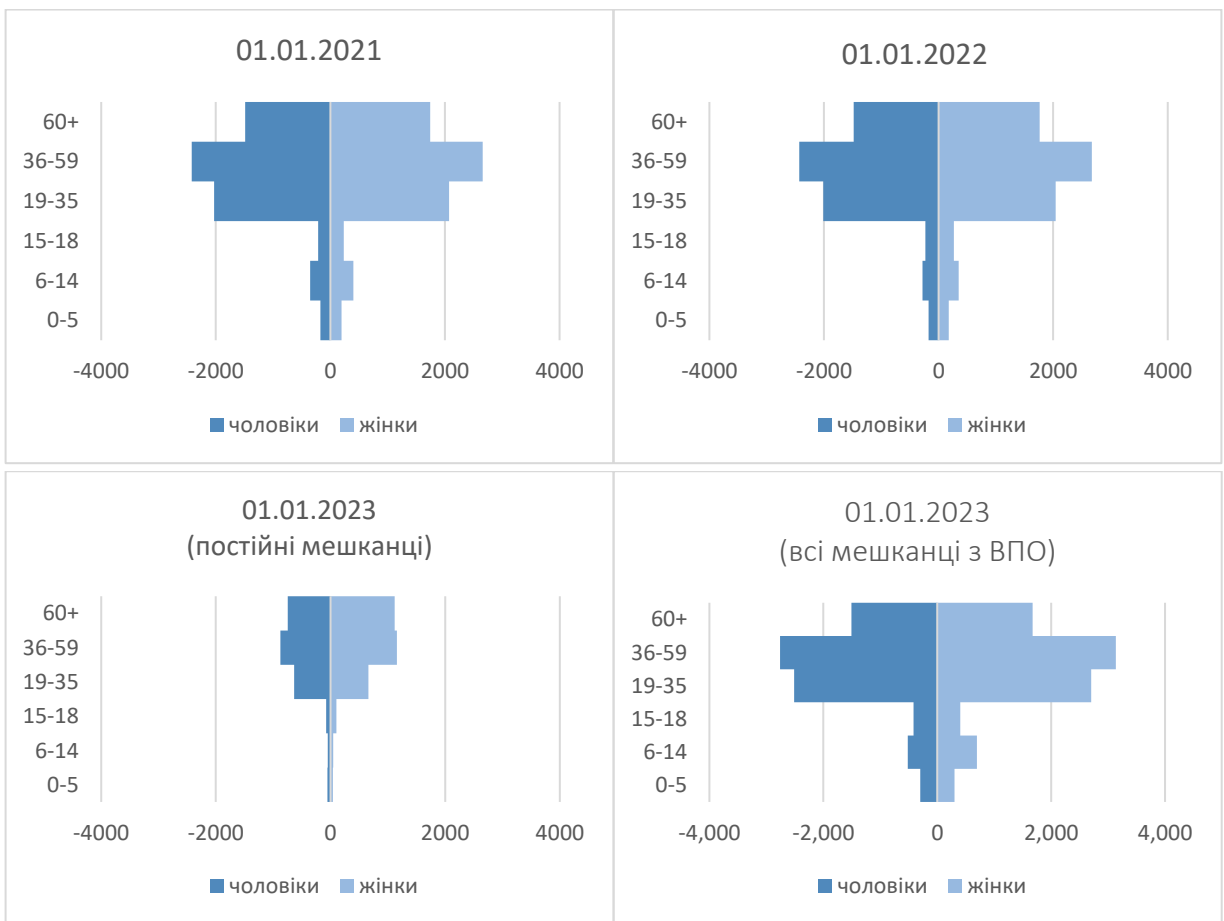 01.01.2021
60+
36-59
19-35
15-18
6-14
0-5
-4000 -2000 0 2000 4000
чоловіки жінки
01.01.2022
60+
36-59
19-35
15-18
6-14
0-5
-4000 -2000 0 2000 4000
чоловіки жінки
01.01.2023
(постійні мешканці)
60+
36-59
19-35
15-18
6-14
0-5
-4000 -2000 0 2000 4000
чоловіки жінки
01.01.2023
(всі мешканці з ВПО)
60+
36-59
19-35
15-18
6-14
0-5
-4,000 -2,000 0 2,000 4,000
чоловіки жінки